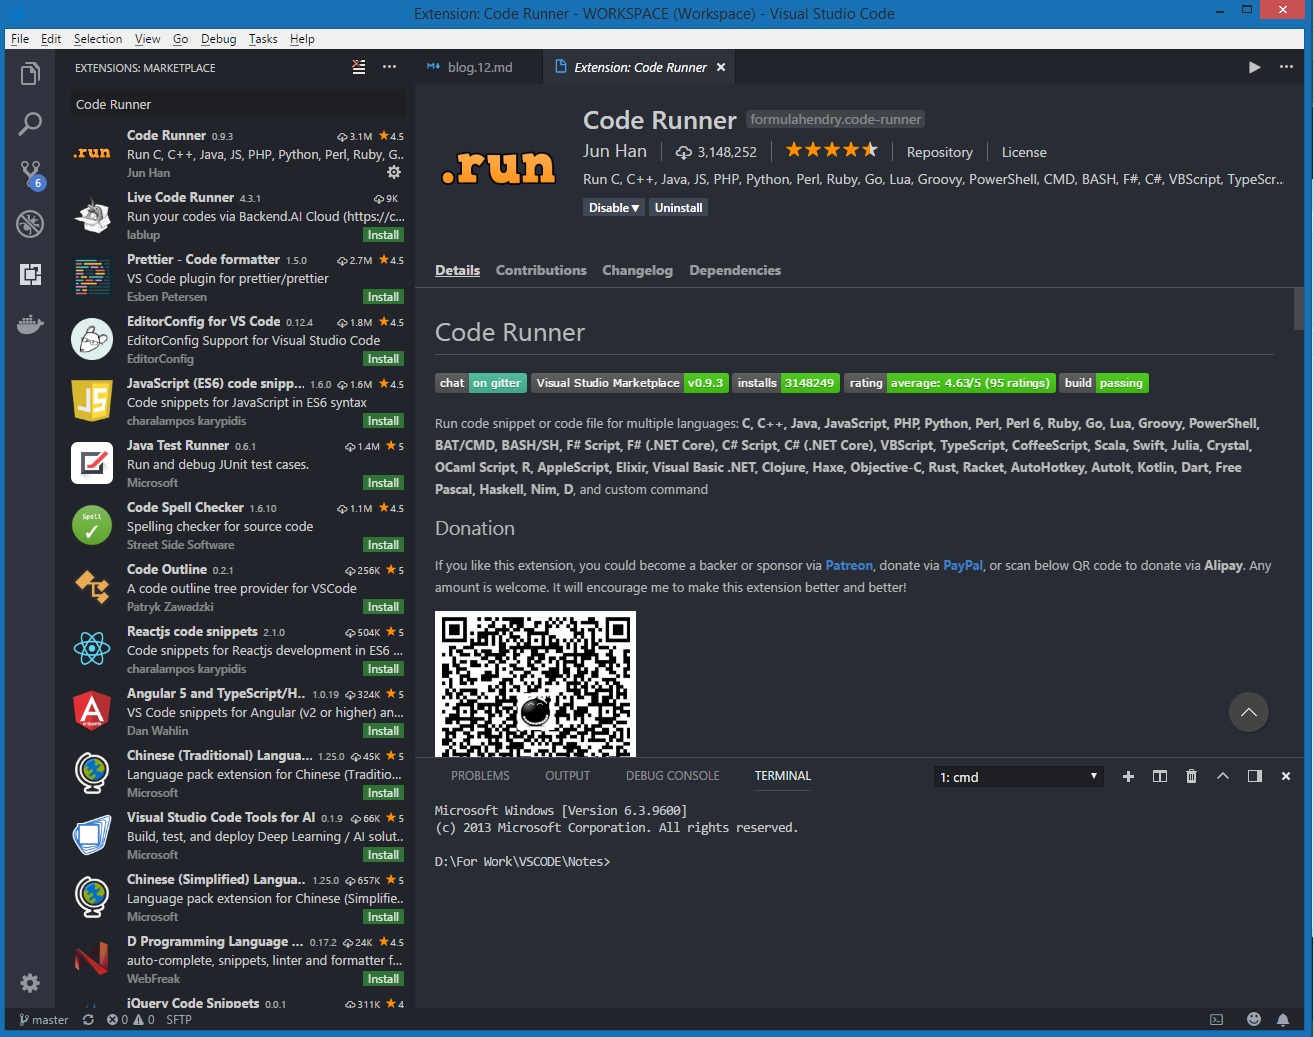 Extension: Code Runner - WORKSPACE (Workspace) - Visual Studio Code
File Edit Selection View Go Debug Tasks Help
EXTENSIONS: MARKETPLACE
Code Runner
Code Runner 0.9.3 3.1M 4.5
.run
Run C, C++, Java, JS, PHP, Python, Perl, Ruby, G..
Jun Han
Live Code Runner 4.3.1 9K
Run your codes via Backend.AI Cloud (https://c...
lablup Install
Prettier - Code formatter 1.5.0 2.7M 4.5
VS Code plugin for prettier/prettier
Esben Petersen Install
EditorConfig for VS Code 0.12.4 1.8M 4.5
EditorConfig Support for Visual Studio Code
EditorConfig Install
JavaScript (ES6) code snipp... 1.6.0 1.6M 4.5
JS
Code snippets for JavaScript in ES6 syntax
charalampos karypidis Install
Java Test Runner 0.6.1 1.4M 5
Run and debug JUnit test cases.
Microsoft Install
Code Spell Checker 1.6.10 1.1M 4.5
Spell
Spelling checker for source code
Street Side Software Install
Code Outline 0.2.1 256K 5
A code outline tree provider for VSCode
Patryk Zawadzki Install
Reactjs code snippets 2.1.0 504K 5
Code snippets for Reactjs development in ES6 ...
charalampos karypidis Install
Angular 5 and TypeScript/H.. 1.0.19 324K 5
A
snippets
VS Code snippets for Angular (v2 or higher) an...
Dan Wahlin Install
Chinese (Traditional) Langua... 1.25.0 45K 5
Language pack extension for Chinese (Traditio...
Microsoft Install
Visual Studio Code Tools for AI 0.1.9 66K 5
Build, test, and deploy Deep Learning / AI solut..
Microsoft Install
Chinese (Simplified) Langua.. 1.25.0 657K 5
Language pack extension for Chinese (Simplifie..
Microsoft Install
D Programming Language ... 0.17.2 24K 4.5
auto-complete, snippets, linter and formatter f...
WebFreak Install
jQuery Code Snippets 0.0.1 311K 4
6
blog.12.md Extension: Code Runner
.run
Code Runner formulahendry.code-runner
Jun Han 3,148,252 Repository License
Run C, C++, Java, JS, PHP, Python, Perl, Ruby, Go, Lua, Groovy, PowerShell, CMD, BASH, F#, C#, VBScript, TypeScr...
Disable Uninstall
Details Contributions Changelog Dependencies
Code Runner
chat on gitter Visual Studio Marketplace v0.9.3 installs 3148249 rating average: 4.63/5 (95 ratings) build passing
Run code snippet or code file for multiple languages: C, C++, Java, JavaScript, PHP, Python, Perl, Perl 6, Ruby, Go, Lua, Groovy, PowerShell,
BAT/CMD, BASH/SH, F# Script, F# (.NET Core), C# Script, C# (.NET Core), VBScript, TypeScript, CoffeeScript, Scala, Swift, Julia, Crystal,
OCaml Script, R, AppleScript, Elixir, Visual Basic .NET, Clojure, Haxe, Objective-C, Rust, Racket, AutoHotkey, AutoIt, Kotlin, Dart, Free
Pascal, Haskell, Nim, D, and custom command
Donation
If you like this extension, you could become a backer or sponsor via Patreon, donate via PayPal, or scan below QR code to donate via Alipay. Any
amount is welcome. It will encourage me to make this extension better and better!
PROBLEMS OUTPUT DEBUG CONSOLE TERMINAL 1: cmd
Microsoft Windows [Version 6.3.9600]
(c) 2013 Microsoft Corporation. All rights reserved.
D:\For Work\VSCODE\Notes>
master 0 0 SFTP